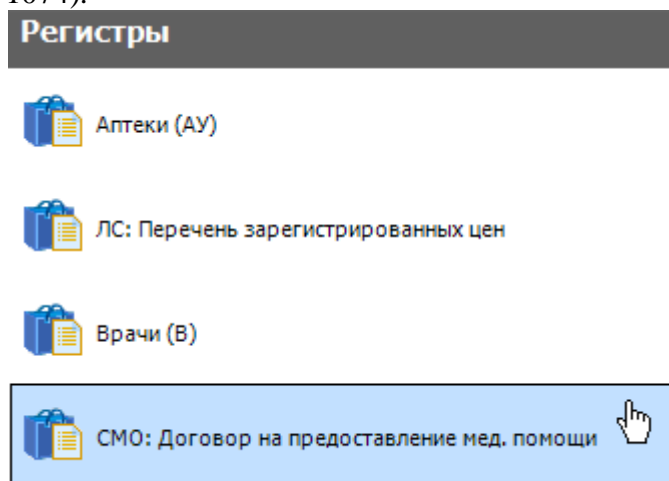 Регистры
Аптеки (АУ)
ЛС: Перечень зарегистрированных цен
Врачи (В)
СМО: Договор на предоставление мед. помощи